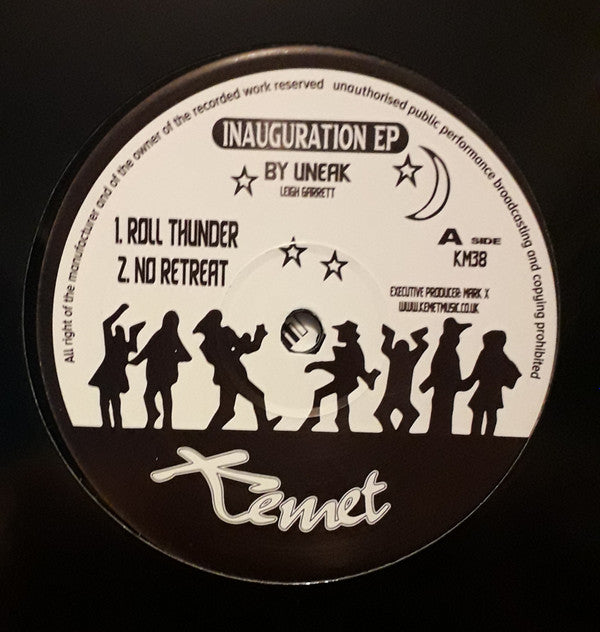 All right of the manufacturer and of the owner of the recorded work reserved unauthorised public performance broadcasting and copying prohibited
INAUGURATION EP
BY UNEAK
LEIGH GARRETT
1. ROLL THUNDER
2. NO RETREAT
A SIDE
KM38
EXECUTIVE PRODUCER: MARK X
WWW.KEMETMUSIC.CO.UK
Kemet